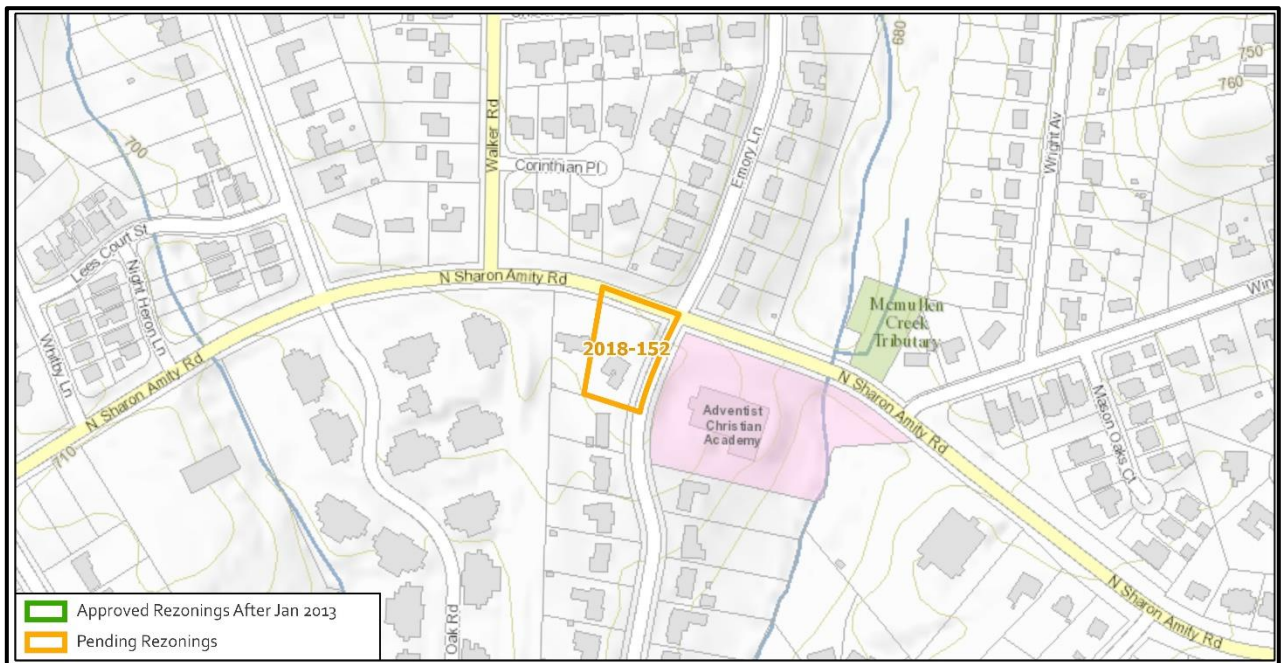 680
750
760
700
Walker Rd
Corinthian Pl
Emory Ln
Wright Av
Lees Court St
Night Heron Ln
Whitby Ln
N Sharon Amity Rd
N Sharon Amity Rd
Mcmullen
Creek
Tributary
Win
2018-152
N Sharon Amity Rd
Adventist
Christian
Academy
Mason Oaks Ct
710
N Sharon Amity Rd
Oak Rd
Approved Rezonings After Jan 2013
Pending Rezonings